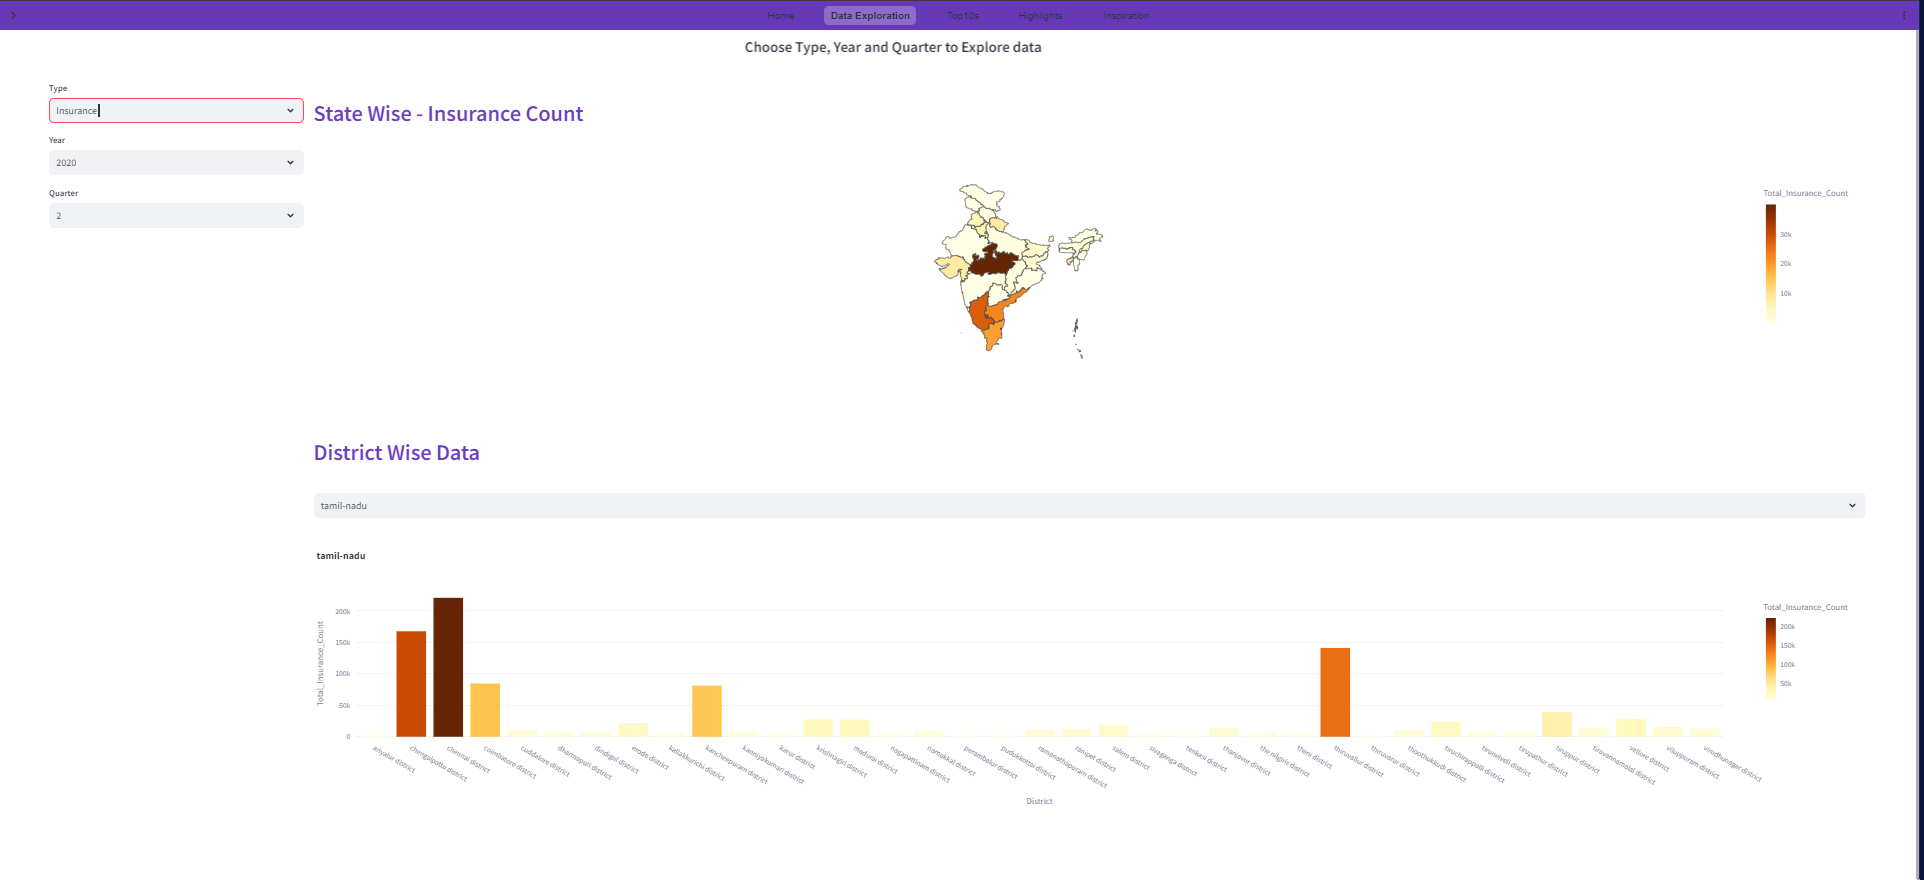 Home Data Exploration Top10s Highlights Inspiration
Choose Type, Year and Quarter to Explore data
Type
Insurance
Year
2020
Quarter
2
State Wise - Insurance Count
Total_Insurance_Count
30k
20k
10k
District Wise Data
tamil-nadu
tamil-nadu
Total_Insurance_Count
200k
150k
100k
50k
0
ariyalur district
chengalpattu district
chennai district
coimbatore district
cuddalore district
dharmapuri district
dindigul district
erode district
kallakkurichi district
kancheepuram district
kanniyakumari district
karur district
krishnagiri district
madurai district
nagapattinam district
namakkal district
perambalur district
pudukkottai district
ramanathapuram district
ranipet district
salem district
sivaganga district
tenkasi district
thanjavur district
the nilgiris district
theni district
thiruvallur district
thiruvarur district
thoothukkudi district
tiruchirappalli district
tirunelveli district
tirupathur district
tiruppur district
tiruvannamalai district
vellore district
viluppuram district
virudhunagar district
District
Total_Insurance_Count
200k
150k
100k
50k